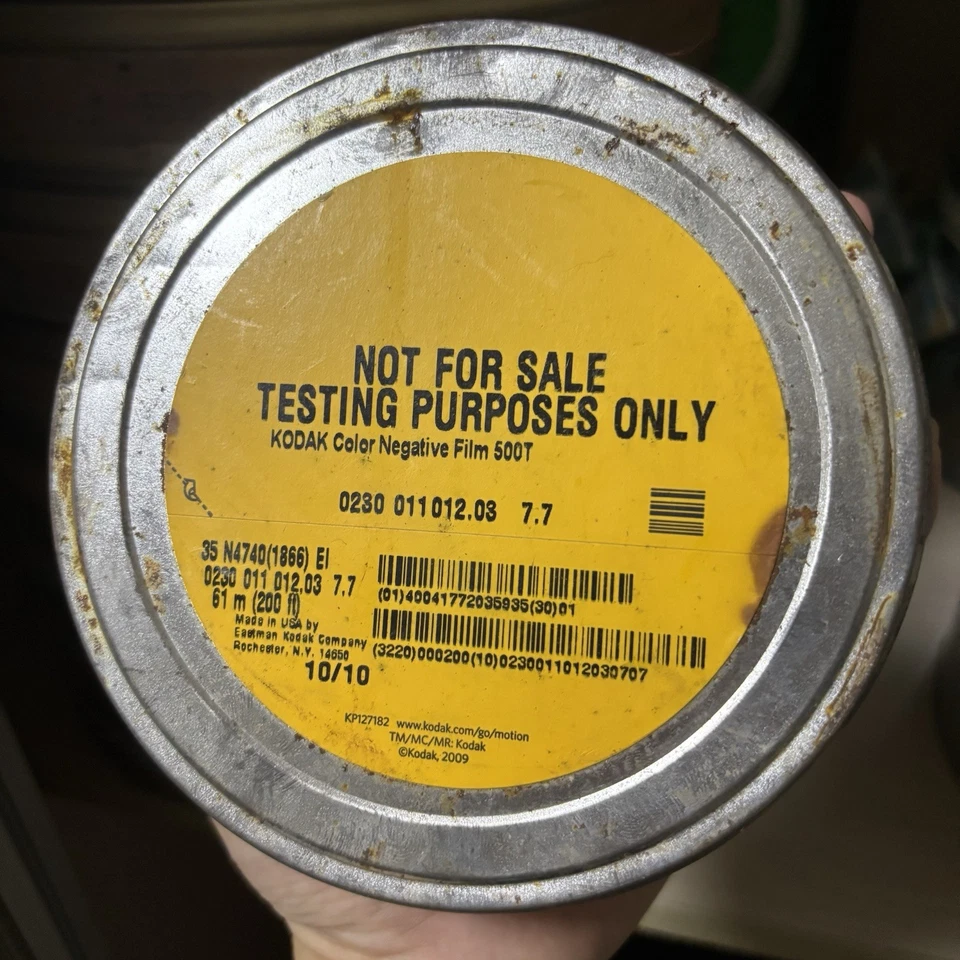 NOT FOR SALE
TESTING PURPOSES ONLY
KODAK Color Negative Film 500T
0230 011 012.03 7.7
35 N4740(1866) EI
0230 011 012.03 7.7
61 m (200 ft)
Made in USA by
Eastman Kodak Company
Rochester, N.Y. 14650
10/10
(01)40041772035935(30)01
(3220)000200(10)0230011012030707
KP127182 www.kodak.com/go/motion
TM/MC/MR: Kodak
©Kodak, 2009